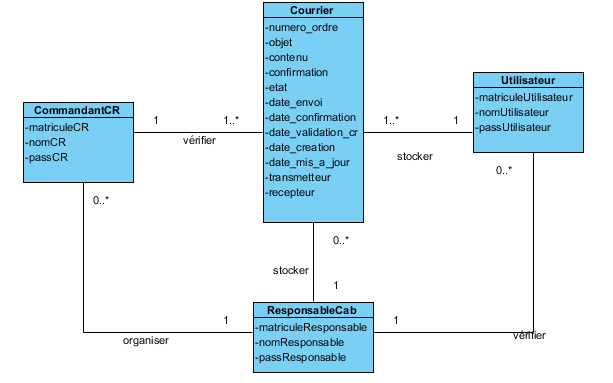 Courrier
-numero_ordre
-objet
-contenu
-confirmation
-etat
-date_envoi
-date_confirmation
-date_validation_cr
-date_creation
-date_mis_a_jour
-transmetteur
-recepteur
CommandantCR
-matriculeCR
-nomCR
-passCR
Utilisateur
-matriculeUtilisateur
-nomUtilisateur
-passUtilisateur
1
1..*
vérifier
1..*
1
stocker
0..*
0..*
0..*
stocker
1
1
organiser
1
vérifier
ResponsableCab
-matriculeResponsable
-nomResponsable
-passResponsable